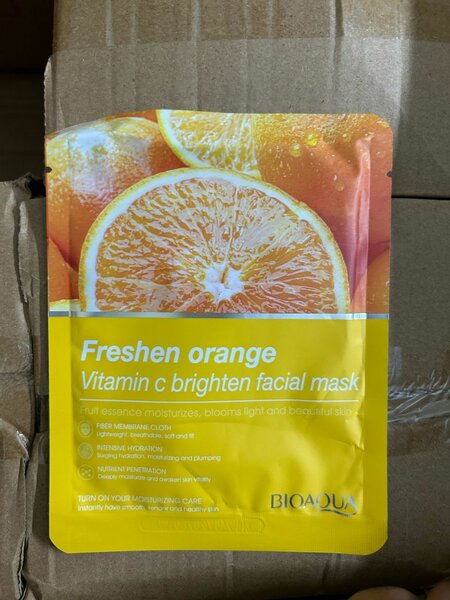 Freshen orange
Vitamin c brighten facial mask
Fruit essence moisturizes, blooms light and beautiful skin
FIBER MEMBRANE CLOTH
Lightweight, breathable, soft and fit
INTENSIVE HYDRATION
Surging hydration, moisturizing and plumping
NUTRIENT PENETRATION
Deeply moisturize and awaken skin vitality
TURN ON YOUR MOISTURIZING CARE
Instantly have smooth, tender and healthy skin
BIOAQUA